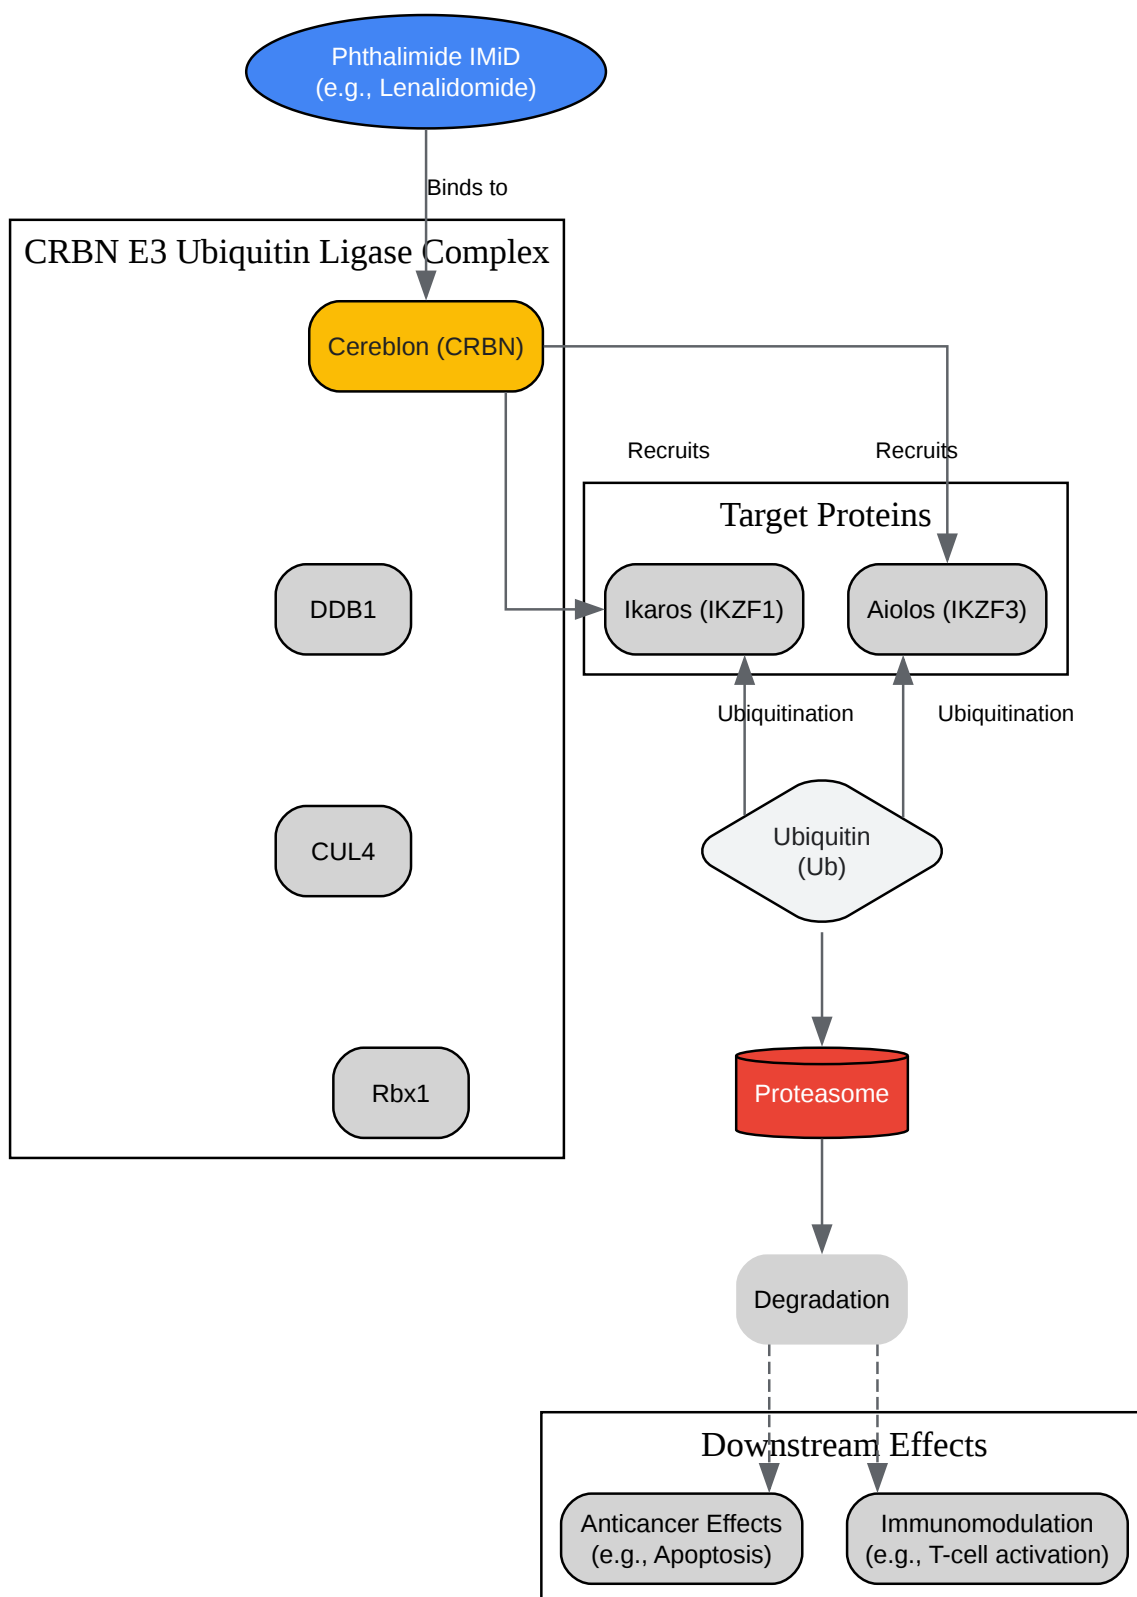 Phthalimide IMiD
(e.g., Lenalidomide)
Binds to
CRBN E3 Ubiquitin Ligase Complex
Cereblon (CRBN)
Recruits
Recruits
Target Proteins
DDB1
Ikaros (IKZF1)
Aiolos (IKZF3)
Ubiquitination
Ubiquitination
CUL4
Ubiquitin
(Ub)
Rbx1
Proteasome
Degradation
Downstream Effects
Anticancer Effects
(e.g., Apoptosis)
Immunomodulation
(e.g., T-cell activation)